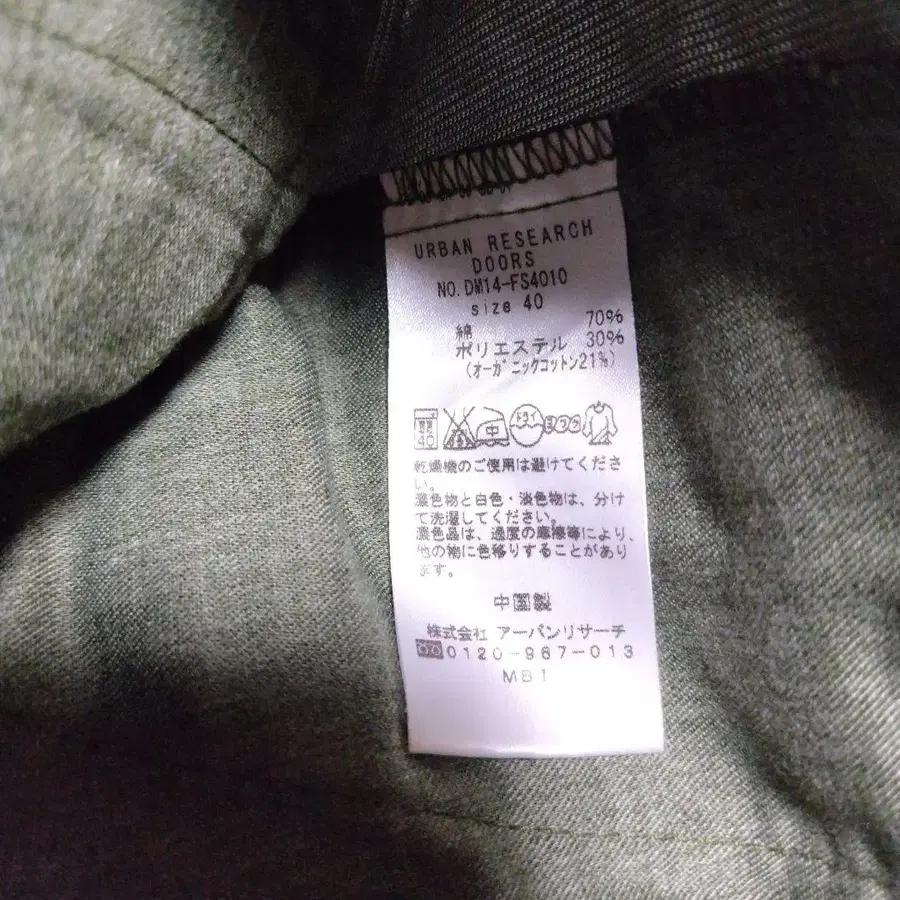 URBAN RESEARCH
DOORS
NO.DM14-FS4010
size 40
綿 70%
ポリエステル 30%
(オーガニックコットン21%)
40 中 ドライ
乾燥機のご使用は避けてくださ
い。
濃色物と白色・淡色物は、分け
て洗濯してください。
濃色品は、過度の摩擦等により、
他の物に色移りすることがあり
ます。
中国製
株式会社 アーバンリサーチ
0120-967-013
MB1